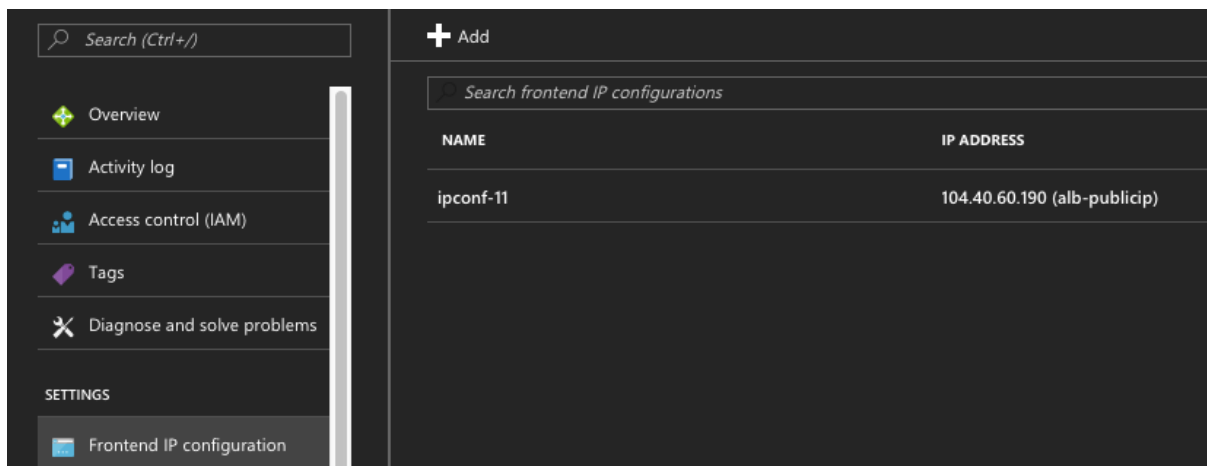 Search (Ctrl+/)
Overview
Activity log
Access control (IAM)
Tags
Diagnose and solve problems
SETTINGS
Frontend IP configuration
Add
Search frontend IP configurations
NAME
IP ADDRESS
ipconf-11
104.40.60.190 (alb-publicip)